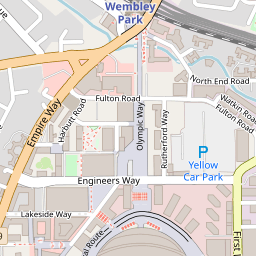 Wembley
Park
North End Road
Watkin Road
Fulton Road
Fulton Road
Empire Way
Harbutt Road
Olympic Way
Rutherford Way
P
Yellow
Car Park
Engineers Way
Lakeside Way
First
9